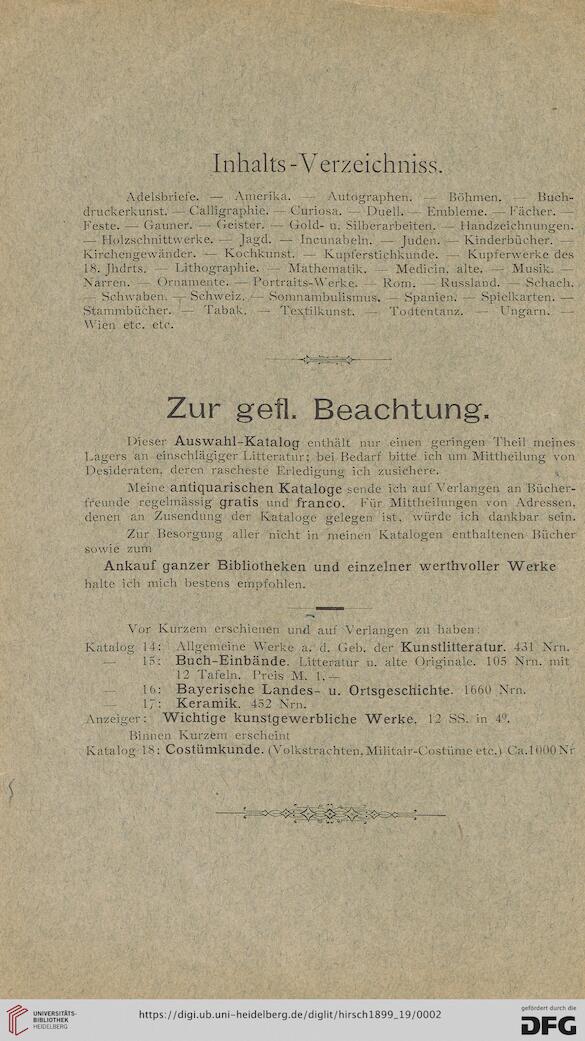 Inhalts-Verzeichniss.
Adelsbriefe. — Amerika. — Autographen. — Böhmen. — Buch-
druckerkunst. — Calligraphie. — Curiosa. — Duell. — Embleme. — Fächer. —
Feste. — Gauner. — Geister. — Gold- u. Silberarbeiten. — Handzeichnungen.
— Holzschnittwerke. — Jagd. — Incunabeln. — Juden. — Kinderbücher. —
Kirchengewänder. — Kochkunst. — Kupferstichkunde. — Kupferwerke des
18. Jhdrts. — Lithographie. — Mathematik. — Medicin, alte. — Musik. —
Narren. — Ornamente. — Portraits-Werke. — Rom. — Russland. — Schach.
— Schwaben. — Schweiz. — Somnambulismus. — Spanien. — Spielkarten. —
Stammbücher. — Tabak. — Textilkunst. — Todtentanz. — Ungarn. —
Wien etc. etc.
Zur gefl. Beachtung.
Dieser Auswahl-Katalog enthält nur einen geringen Theil meines
Lagers an einschlägiger Litteratur; bei Bedarf bitte ich um Mittheilung von
Desideraten, deren rascheste Erledigung ich zusichere.
Meine antiquarischen Kataloge sende ich auf Verlangen an Bücher-
freunde regelmässig gratis und franco. Für Mittheilungen von Adressen,
denen an Zusendung der Kataloge gelegen ist, würde ich dankbar sein.
Zur Besorgung aller nicht in meinen Katalogen enthaltenen Bücher
sowie zum
Ankauf ganzer Bibliotheken und einzelner werthvoller Werke
halte ich mich bestens empfohlen.
Vor Kurzem erschienen und auf Verlangen zu haben:
Katalog 14: Allgemeine Werke a. d. Geb. der Kunstlitteratur. 431 Nrn.
— 15: Buch-Einbände. Litteratur u. alte Originale. 105 Nrn. mit
12 Tafeln. Preis M. 1.—
— 16: Bayerische Landes- u. Ortsgeschichte. 1660 Nrn.
— 17: Keramik. 452 Nrn.
Anzeiger: Wichtige kunstgewerbliche Werke. 12 SS. in 4º.
Binnen Kurzem erscheint
Katalog 18: Costümkunde. (Volkstrachten, Militair-Costüme etc.) Ca. 1000 Nr
UNIVERSITÄTS-
BIBLIOTHEK
HEIDELBERG
https://digi.ub.uni-heidelberg.de/diglit/hirsch1899_19/0002
gefördert durch die
DFG